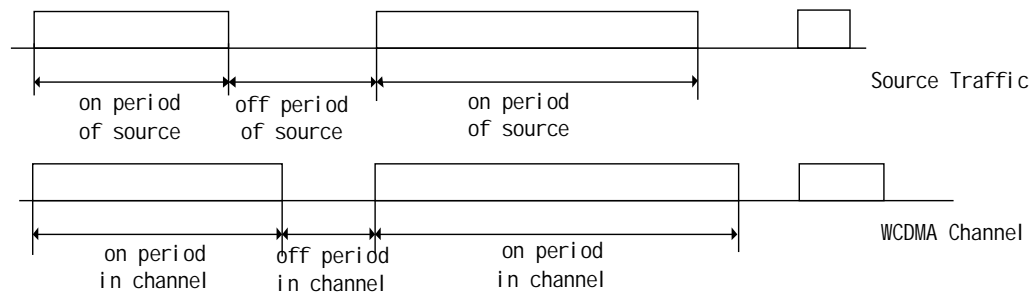 Source Traffic
on period
of source
off period
of source
on period
of source
WCDMA Channel
on period
in channel
off period
in channel
on period
in channel